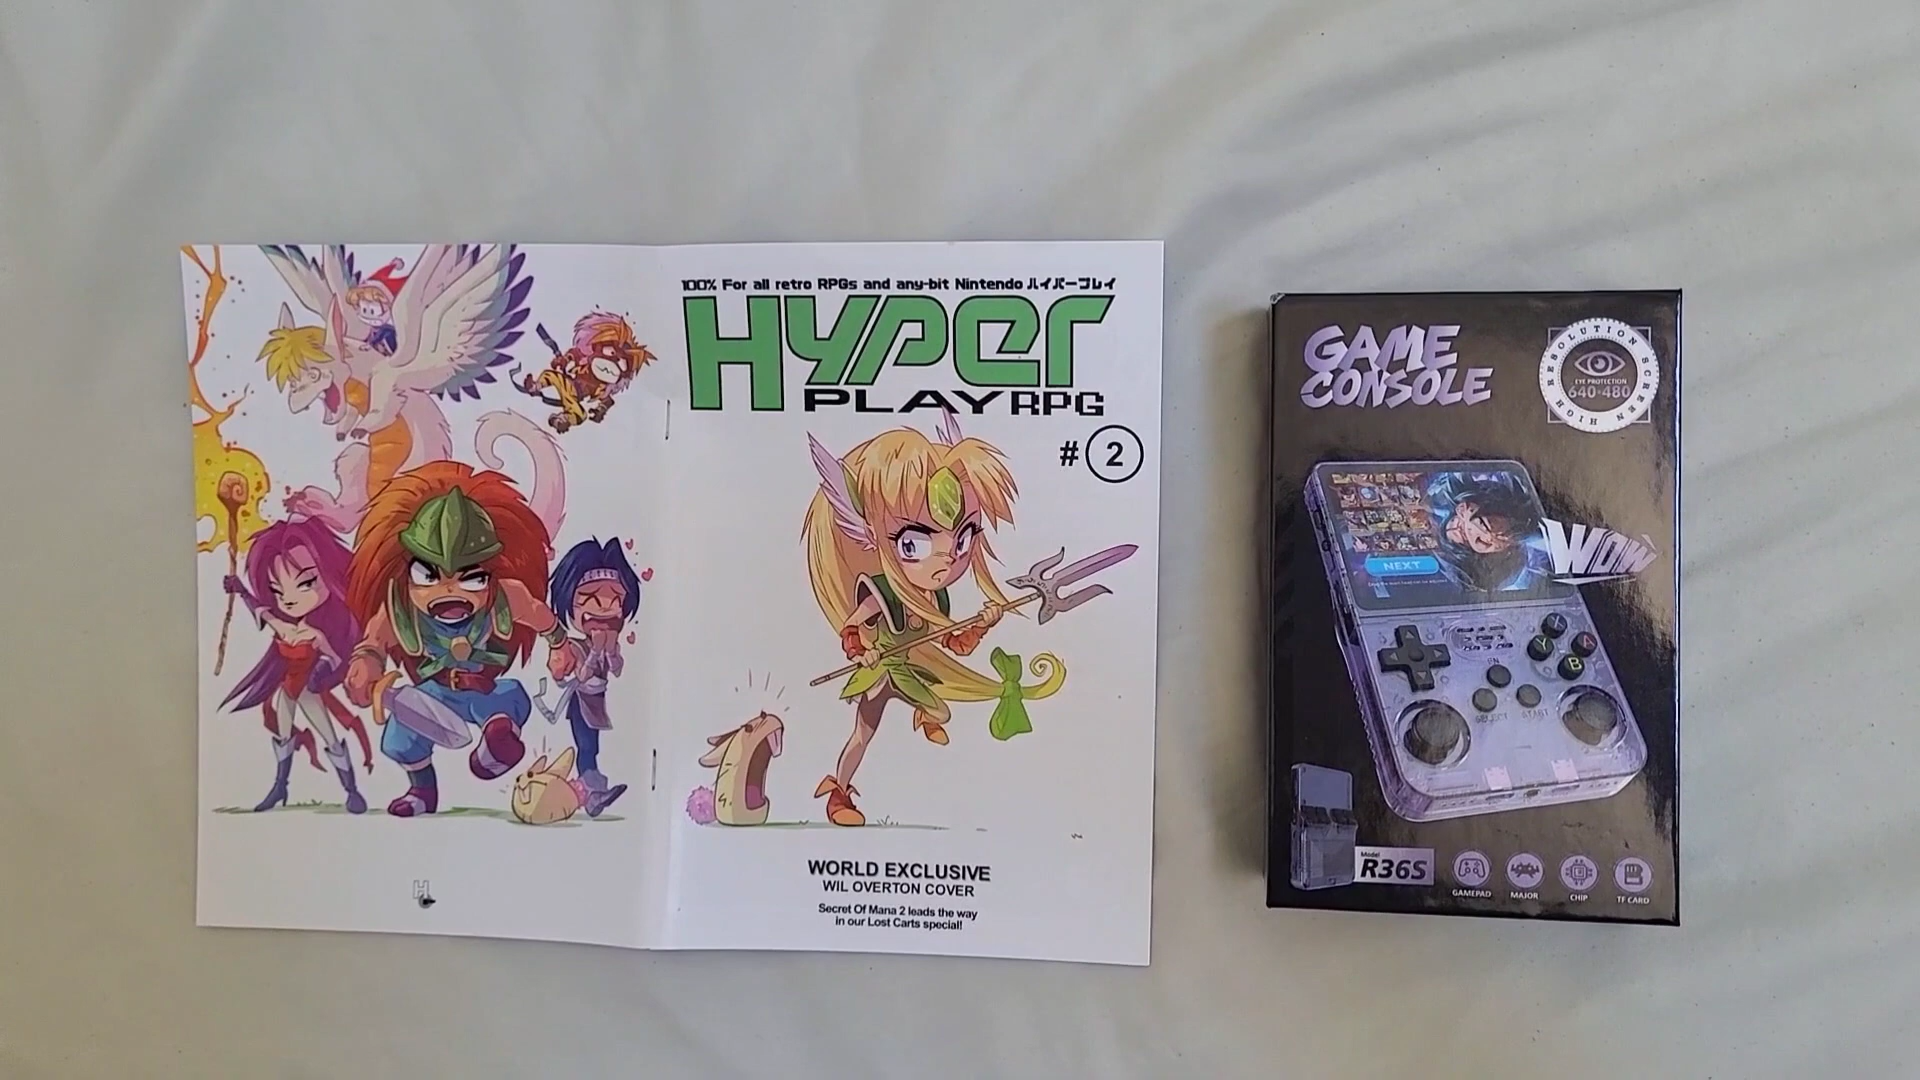 100% For all retro RPGs and any-bit Nintendo ハイパープレイ
HYPER
PLAY RPG
#2
WORLD EXCLUSIVE
WIL OVERTON COVER
Secret Of Mana 2 leads the way
in our Lost Carts special!
H
GAME
CONSOLE
HIGH RESOLUTION SCREEN
EYE PROTECTION
640·480
WOW
NEXT
X
Y
A
B
FN
SELECT
START
Model
R36S
GAMEPAD
MAJOR
CHIP
TF CARD